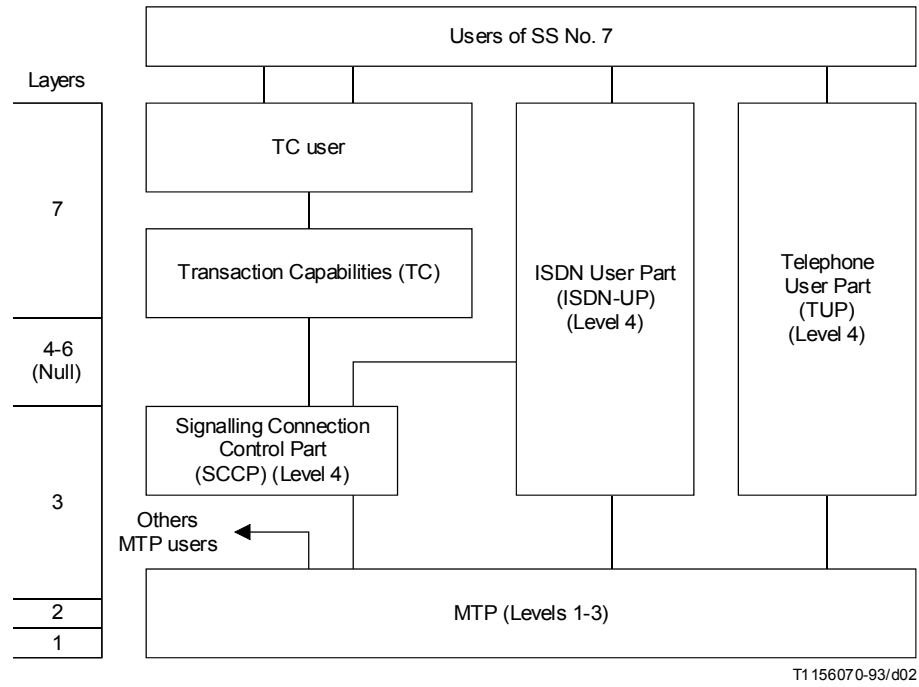 Users of SS No. 7
Layers
TC user
7
Transaction Capabilities (TC)
ISDN User Part
(ISDN-UP)
(Level 4)
Telephone
User Part
(TUP)
(Level 4)
4-6
(Null)
Signalling Connection
Control Part
(SCCP) (Level 4)
3
Others
MTP users
2
MTP (Levels 1-3)
1
T1156070-93/d02